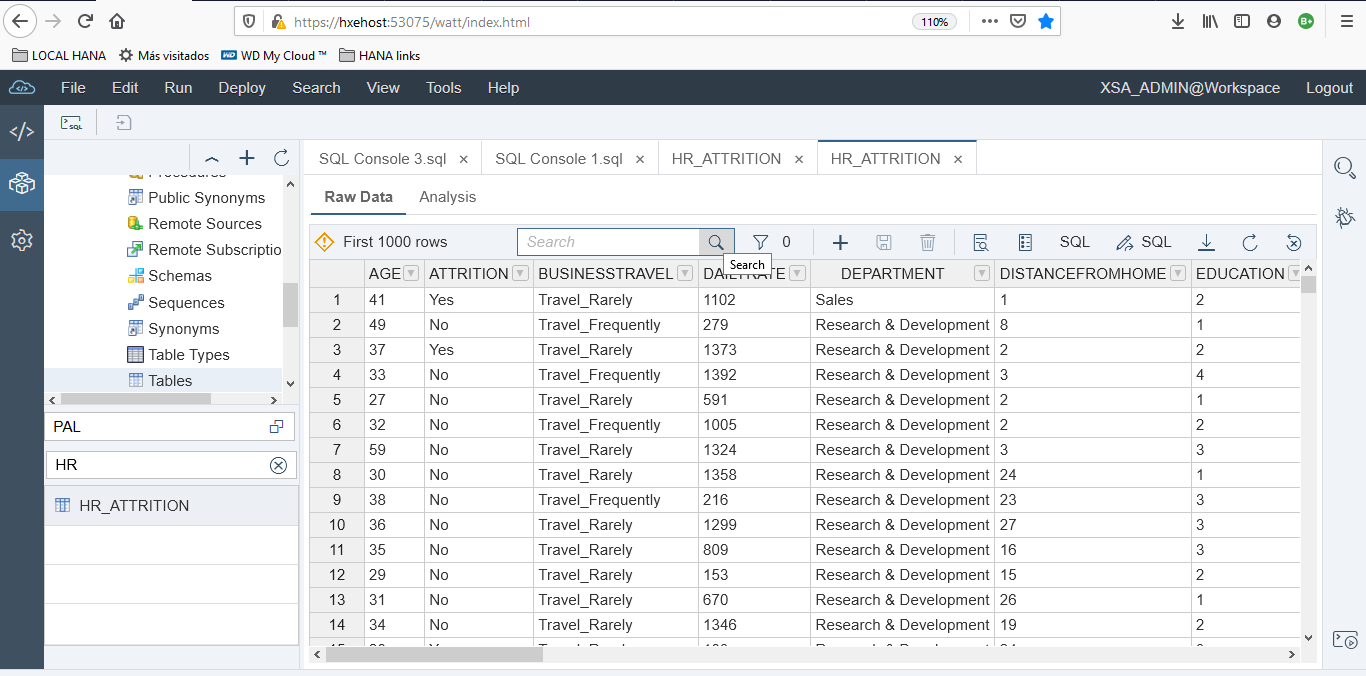 https://hxehost:53075/watt/index.html 110%
LOCAL HANA Más visitados WD WD My Cloud ™ HANA links
File Edit Run Deploy Search View Tools Help XSA_ADMIN@Workspace Logout
SQL
SQL Console 3.sql × SQL Console 1.sql × HR_ATTRITION × HR_ATTRITION ×
Procedures
Public Synonyms
Remote Sources
Remote Subscriptio
Schemas
Sequences
Synonyms
Table Types
Tables
PAL
HR
HR_ATTRITION
Raw Data Analysis
First 1000 rows Search 0 SQL SQL
Search
AGE ATTRITION BUSINESSTRAVEL DAILYRATE DEPARTMENT DISTANCEFROMHOME EDUCATION
1 41 Yes Travel_Rarely 1102 Sales 1 2
2 49 No Travel_Frequently 279 Research & Development 8 1
3 37 Yes Travel_Rarely 1373 Research & Development 2 2
4 33 No Travel_Frequently 1392 Research & Development 3 4
5 27 No Travel_Rarely 591 Research & Development 2 1
6 32 No Travel_Frequently 1005 Research & Development 2 2
7 59 No Travel_Rarely 1324 Research & Development 3 3
8 30 No Travel_Rarely 1358 Research & Development 24 1
9 38 No Travel_Frequently 216 Research & Development 23 3
10 36 No Travel_Rarely 1299 Research & Development 27 3
11 35 No Travel_Rarely 809 Research & Development 16 3
12 29 No Travel_Rarely 153 Research & Development 15 2
13 31 No Travel_Rarely 670 Research & Development 26 1
14 34 No Travel_Rarely 1346 Research & Development 19 2